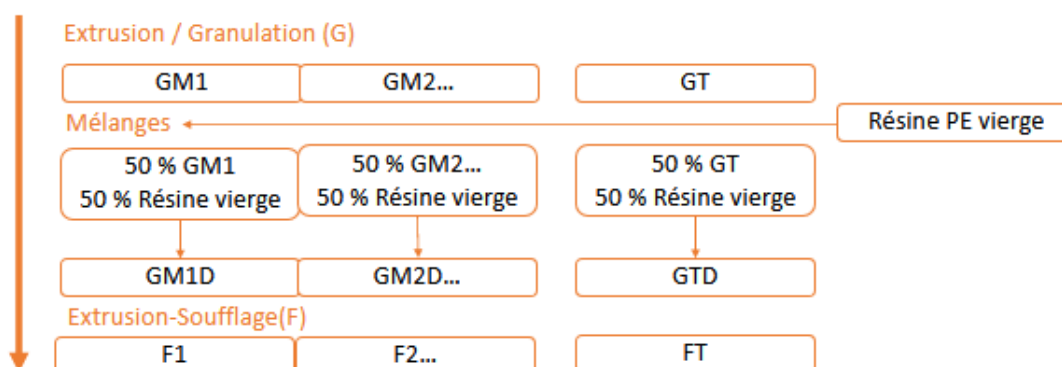 Extrusion / Granulation (G)
GM1
GM2...
GT
Mélanges
Résine PE vierge
50 % GM1
50 % Résine vierge
50 % GM2...
50 % Résine vierge
50 % GT
50 % Résine vierge
GM1D
GM2D...
GTD
Extrusion-Soufflage(F)
F1
F2...
FT